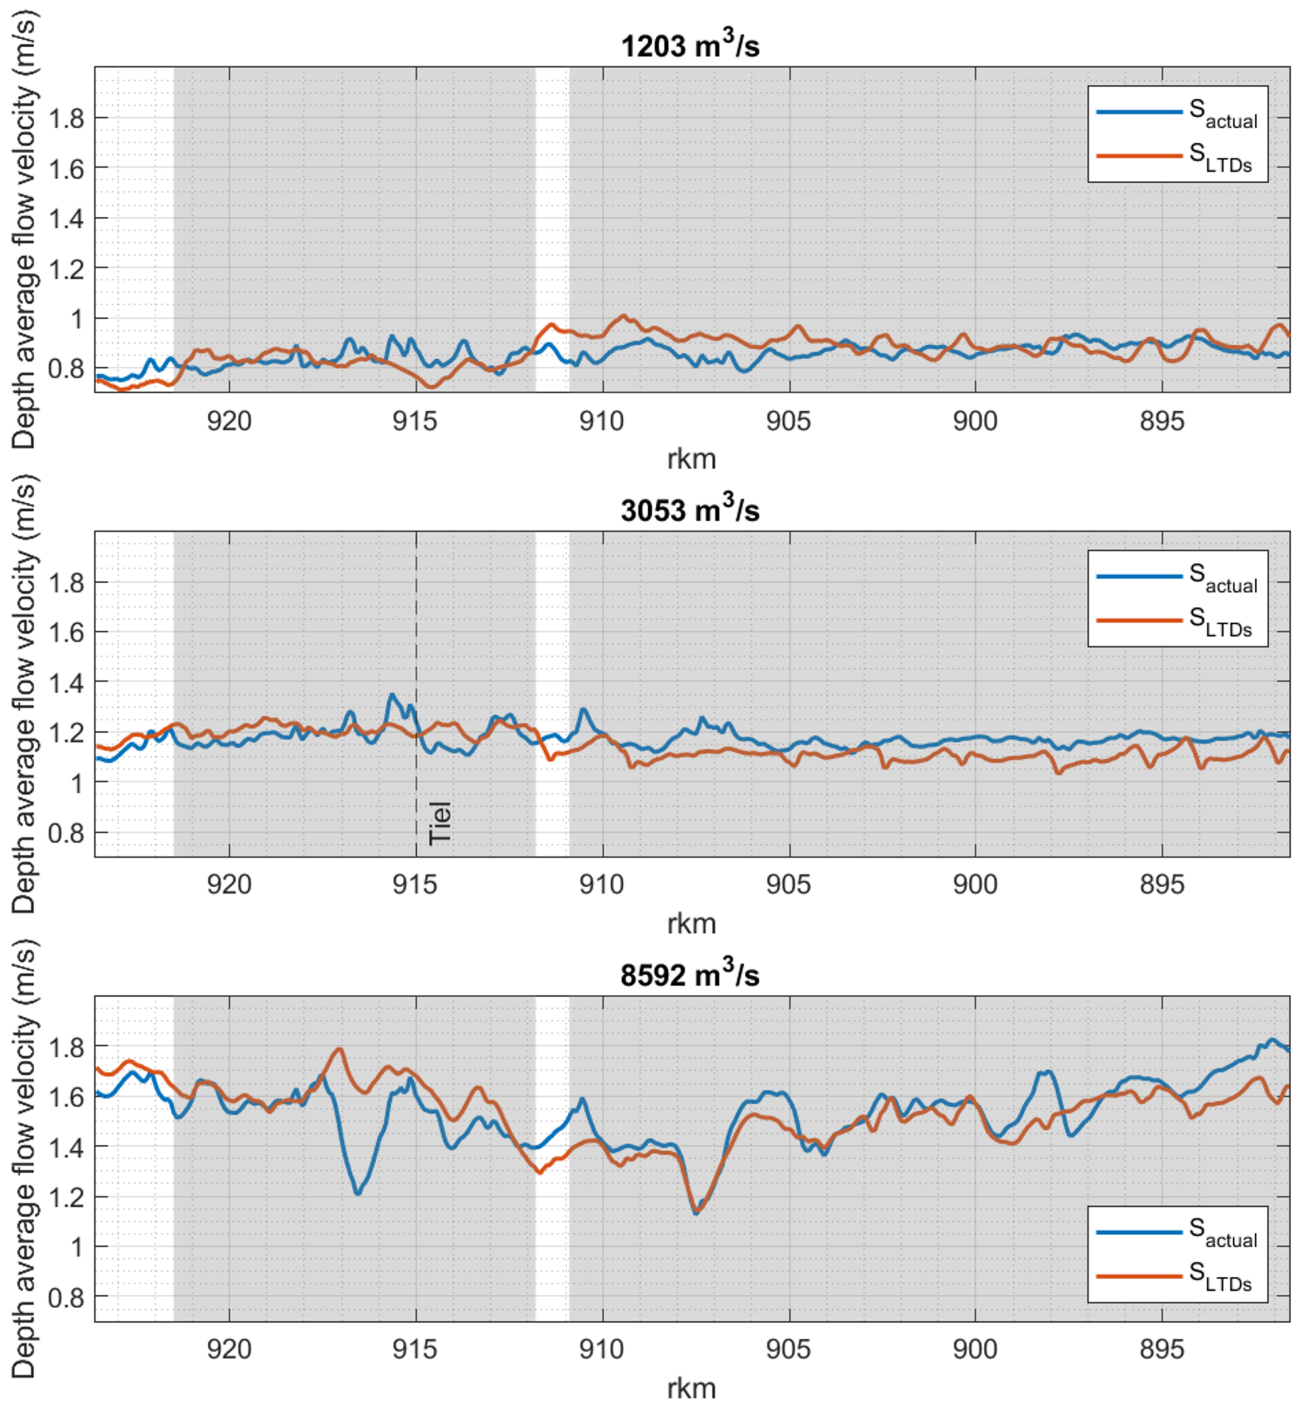 1203 m³/s
Depth average flow velocity (m/s)
1.8
1.6
1.4
1.2
1
0.8
S_actual
S_LTDs
920 915 910 905 900 895
rkm
3053 m³/s
Depth average flow velocity (m/s)
1.8
1.6
1.4
1.2
1
0.8
S_actual
S_LTDs
Tiel
920 915 910 905 900 895
rkm
8592 m³/s
Depth average flow velocity (m/s)
1.8
1.6
1.4
1.2
1
0.8
S_actual
S_LTDs
920 915 910 905 900 895
rkm